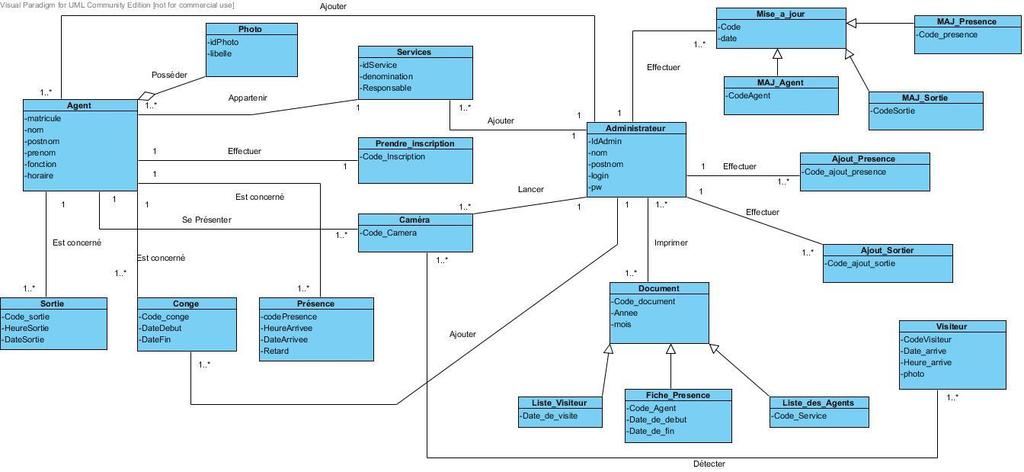 Visual Paradigm for UML Community Edition [not for commercial use]
Ajouter
Photo
-idPhoto
-libelle
Posséder
1..*
1..*
Services
-idService
-denomination
-Responsable
Appartenir
1
1..*
Ajouter
1
1
Mise_a_jour
-Code
-date
1..*
Effectuer
1
MAJ_Presence
-Code_presence
MAJ_Agent
-CodeAgent
MAJ_Sortie
-CodeSortie
Agent
-matricule
-nom
-postnom
-prenom
-fonction
-horaire
Administrateur
-IdAdmin
-nom
-postnom
-login
-pw
1
Effectuer
1
Prendre_inscription
-Code_Inscription
1
Est concerné
1
1
1
Se Présenter
1..*
Lancer
1..*
1
Caméra
-Code_Camera
1..*
1
Effectuer
1..*
Ajout_Presence
-Code_ajout_presence
1
Effectuer
1..*
Ajout_Sortier
-Code_ajout_sortie
1
1..*
Imprimer
1..*
Est concerné
Est concerné
1..*
1..*
1..*
Sortie
-Code_sortie
-HeureSortie
-DateSortie
Conge
-Code_conge
-DateDebut
-DateFin
1..*
Présence
-codePresence
-HeureArrivee
-DateArrivee
-Retard
Ajouter
Document
-Code_document
-Annee
-mois
Visiteur
-CodeVisiteur
-Date_arrive
-Heure_arrive
-photo
1..*
Liste_Visiteur
-Date_de_visite
Fiche_Presence
-Code_Agent
-Date_de_debut
-Date_de_fin
Liste_des_Agents
-Code_Service
Détecter